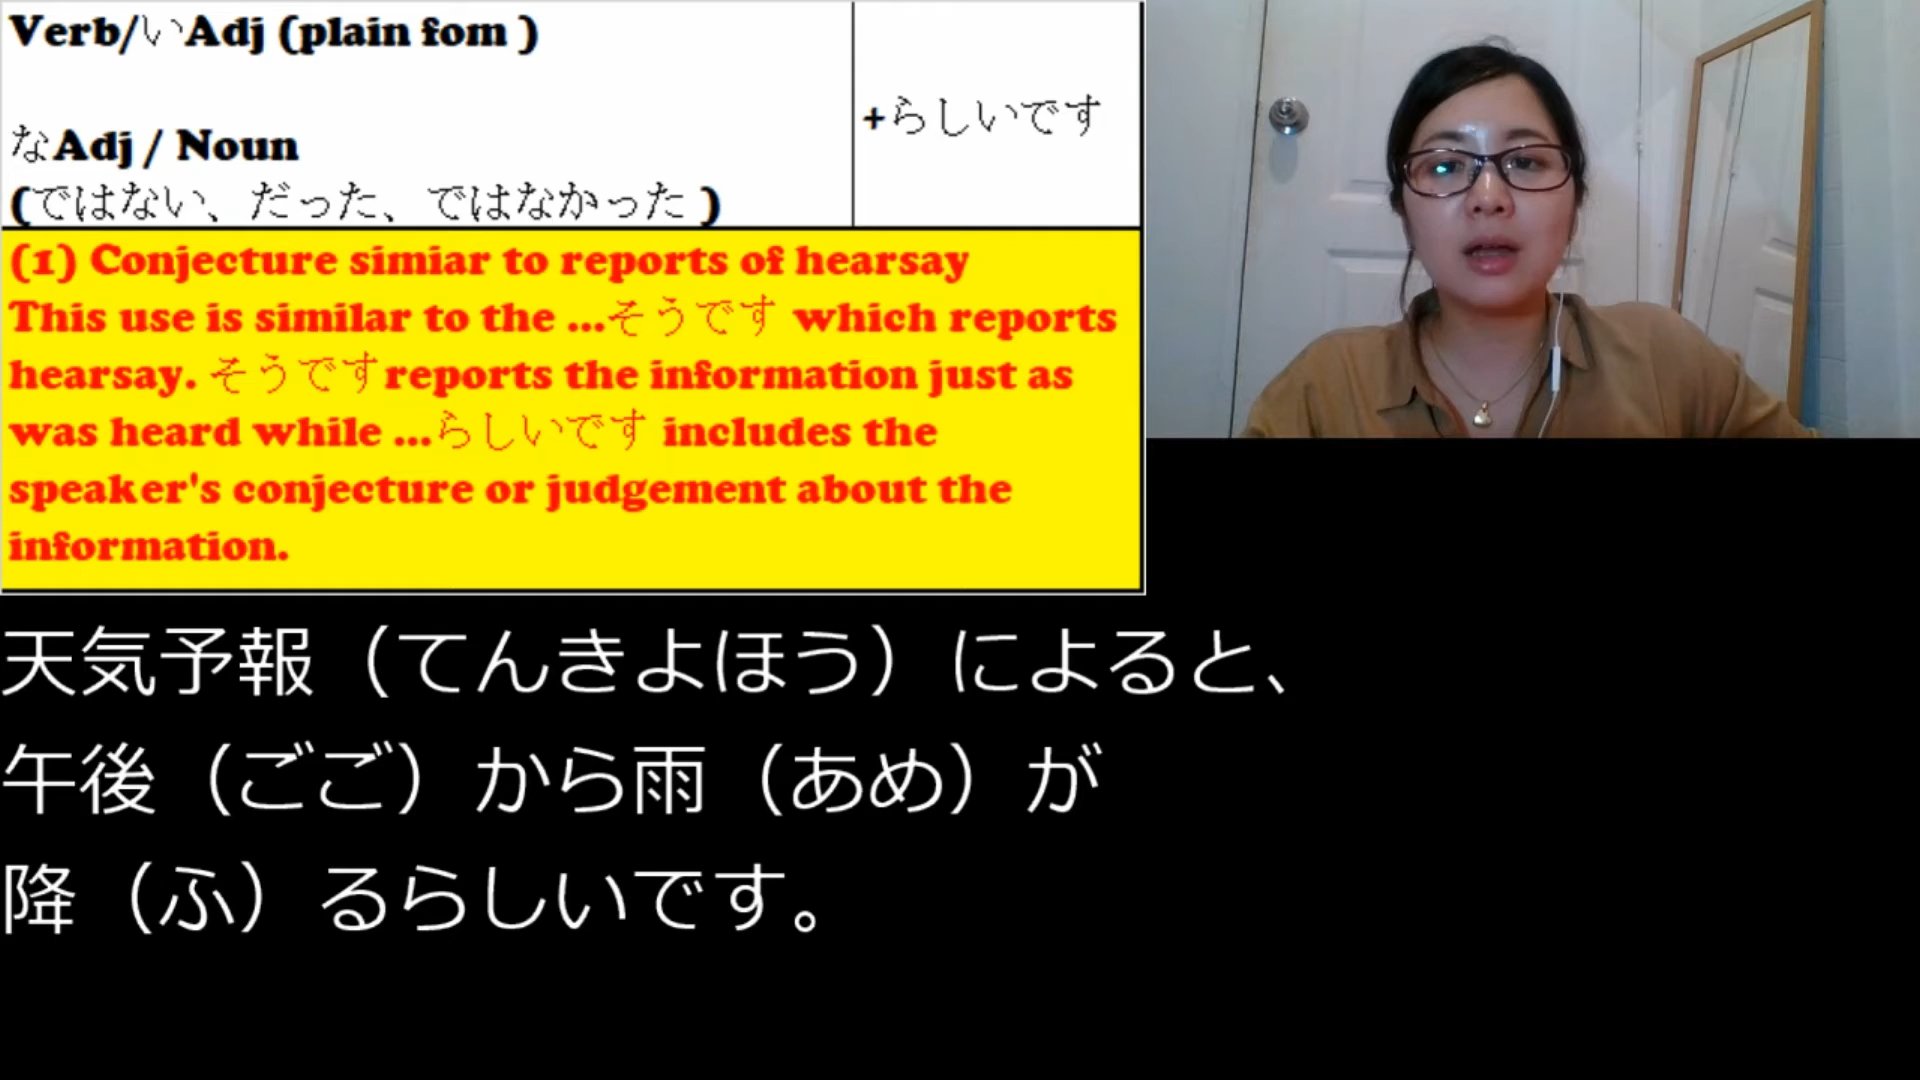 Verb/いAdj (plain fom )
なAdj / Noun
(ではない、だった、ではなかった )
+らしいです
(1) Conjecture simiar to reports of hearsay
This use is similar to the ...そうです which reports
hearsay. そうですreports the information just as
was heard while ...らしいです includes the
speaker's conjecture or judgement about the
information.
天気予報（てんきよほう）によると、
午後（ごご）から雨（あめ）が
降（ふ）るらしいです。